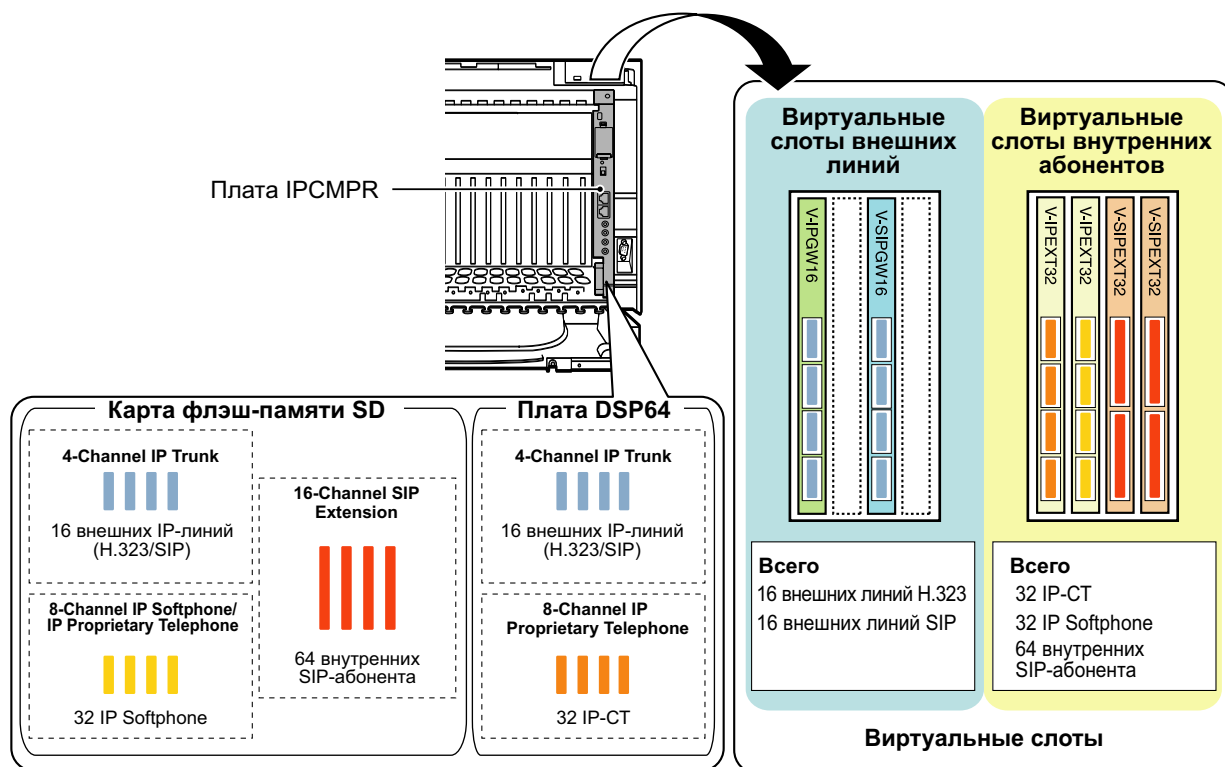 Плата IPCMPR
Карта флэш-памяти SD
4-Channel IP Trunk
16 внешних IP-линий
(H.323/SIP)
8-Channel IP Softphone/
IP Proprietary Telephone
32 IP Softphone
16-Channel SIP
Extension
64 внутренних
SIP-абонента
Плата DSP64
4-Channel IP Trunk
16 внешних IP-линий
(H.323/SIP)
8-Channel IP
Proprietary Telephone
32 IP-CT
Виртуальные
слоты внешних
линий
V-IPGW16
V-SIPGW16
Всего
16 внешних линий H.323
16 внешних линий SIP
Виртуальные
слоты внутренних
абонентов
V-IPEXT32
V-IPEXT32
V-SIPEXT32
V-SIPEXT32
Всего
32 IP-CT
32 IP Softphone
64 внутренних
SIP-абонента
Виртуальные слоты